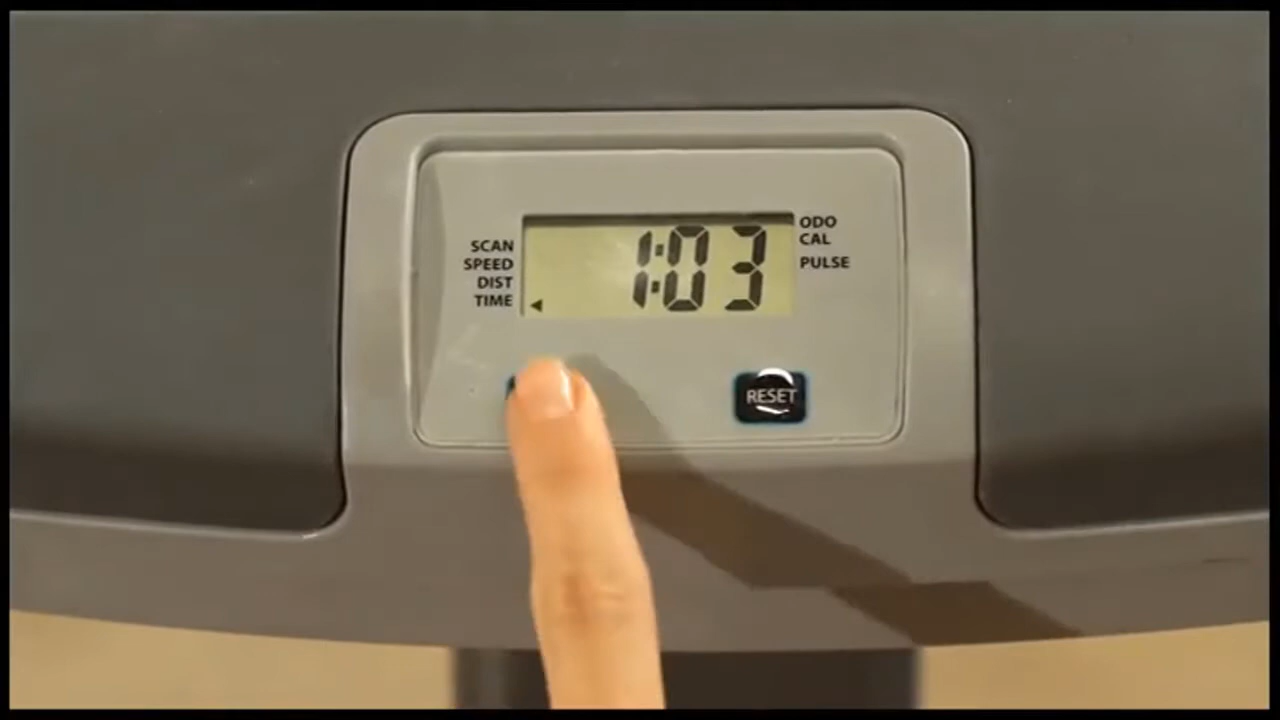 SCAN
SPEED
DIST
TIME
1:03
ODO
CAL
PULSE
RESET